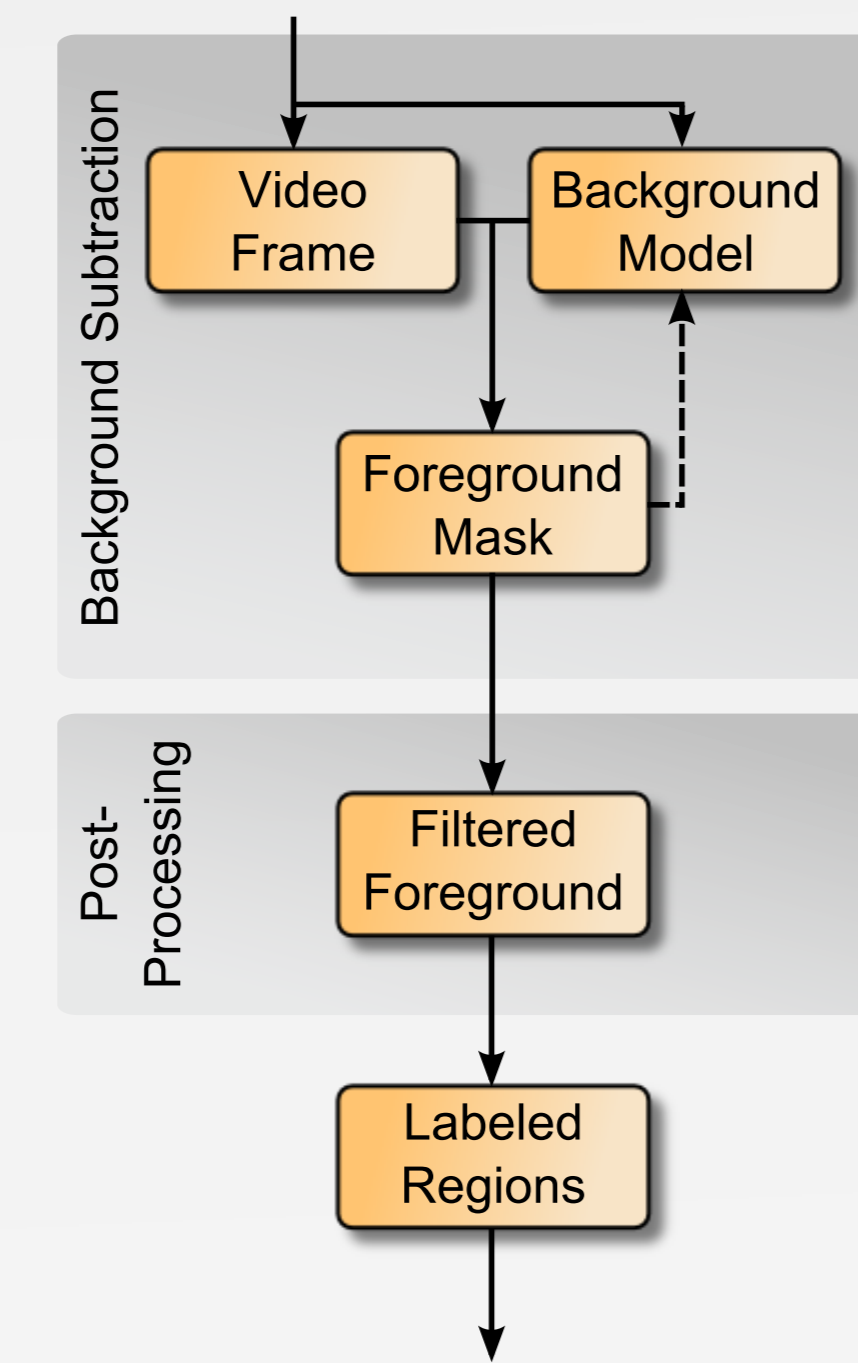 Background Subtraction
Video
Frame
Background
Model
Foreground
Mask
Post-
Processing
Filtered
Foreground
Labeled
Regions